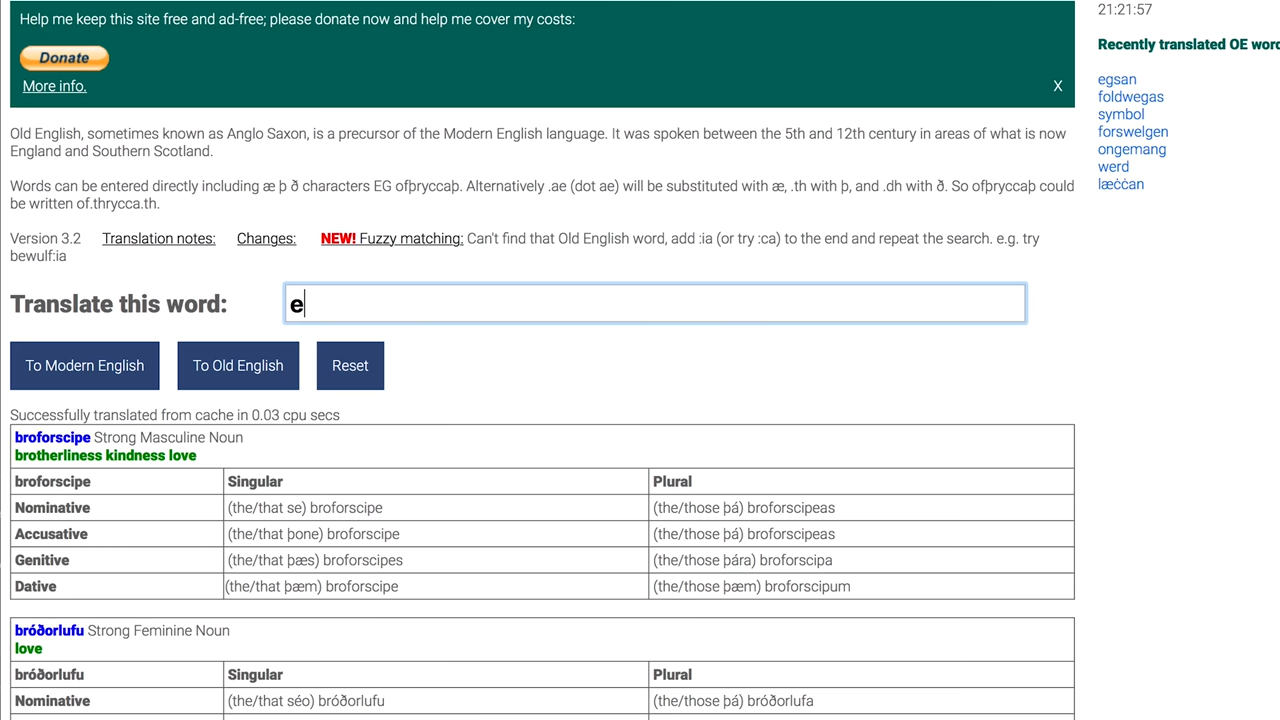 Help me keep this site free and ad-free; please donate now and help me cover my costs:
Donate
More info.
X
Old English, sometimes known as Anglo Saxon, is a precursor of the Modern English language. It was spoken between the 5th and 12th century in areas of what is now
England and Southern Scotland.
Words can be entered directly including æ þ ð characters EG ofþryccaþ. Alternatively .ae (dot ae) will be substituted with æ, .th with þ, and .dh with ð. So ofþryccaþ could
be written of.thrycca.th.
Version 3.2 Translation notes: Changes: NEW! Fuzzy matching: Can't find that Old English word, add :ia (or try :ca) to the end and repeat the search. e.g. try
bewulf:ia
Translate this word: e
To Modern English To Old English Reset
Successfully translated from cache in 0.03 cpu secs
broforscipe Strong Masculine Noun
brotherliness kindness love
broforscipe Singular Plural
Nominative (the/that se) broforscipe (the/those þá) broforscipeas
Accusative (the/that þone) broforscipe (the/those þá) broforscipeas
Genitive (the/that þæs) broforscipes (the/those þára) broforscipa
Dative (the/that þæm) broforscipe (the/those þæm) broforscipum
bróðorlufu Strong Feminine Noun
love
bróðorlufu Singular Plural
Nominative (the/that séo) bróðorlufu (the/those þá) bróðorlufa
21:21:57
Recently translated OE word
egsan
foldwegas
symbol
forswelgen
ongemang
werd
læċċan